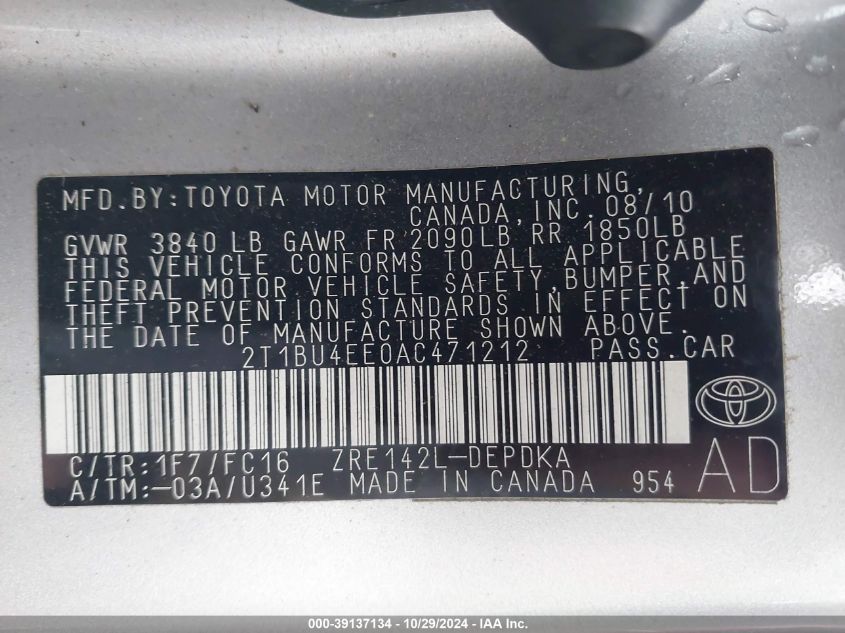 MFD.BY:TOYOTA MOTOR MANUFACTURING,
CANADA,INC. 08/10
GVWR 3840 LB GAWR FR 2090LB RR 1850LB
THIS VEHICLE CONFORMS TO ALL APPLICABLE
FEDERAL MOTOR VEHICLE SAFETY,BUMPER,AND
THEFT PREVENTION STANDARDS IN EFFECT ON
THE DATE OF MANUFACTURE SHOWN ABOVE.
2T1BU4EE0AC471212 PASS.CAR
C/TR:1F7/FC16 ZRE142L-DEPDKA
A/TM:-03A/U341E MADE IN CANADA 954
AD
000-39137134 - 10/29/2024 - IAA Inc.